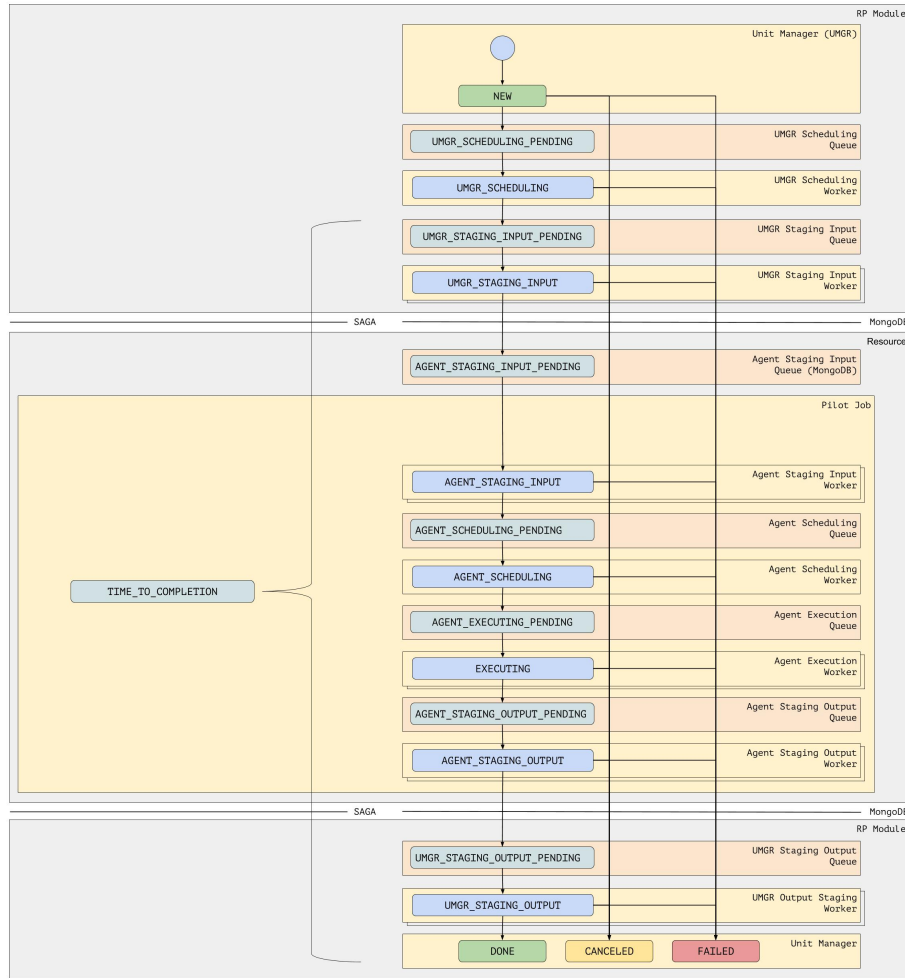 RP Module
Unit Manager (UMGR)
NEW
UMGR_SCHEDULING_PENDING
UMGR Scheduling
Queue
UMGR_SCHEDULING
UMGR Scheduling
Worker
UMGR_STAGING_INPUT_PENDING
UMGR Staging Input
Queue
UMGR_STAGING_INPUT
UMGR Staging Input
Worker
SAGA
MongoDB
Resource
AGENT_STAGING_INPUT_PENDING
Agent Staging Input
Queue (MongoDB)
Pilot Job
AGENT_STAGING_INPUT
Agent Staging Input
Worker
AGENT_SCHEDULING_PENDING
Agent Scheduling
Queue
AGENT_SCHEDULING
Agent Scheduling
Worker
TIME_TO_COMPLETION
AGENT_EXECUTING_PENDING
Agent Execution
Queue
EXECUTING
Agent Execution
Worker
AGENT_STAGING_OUTPUT_PENDING
Agent Staging Output
Queue
AGENT_STAGING_OUTPUT
Agent Staging Output
Worker
SAGA
MongoDB
RP Module
UMGR_STAGING_OUTPUT_PENDING
UMGR Staging Output
Queue
UMGR_STAGING_OUTPUT
UMGR Output Staging
Worker
DONE
CANCELED
FAILED
Unit Manager